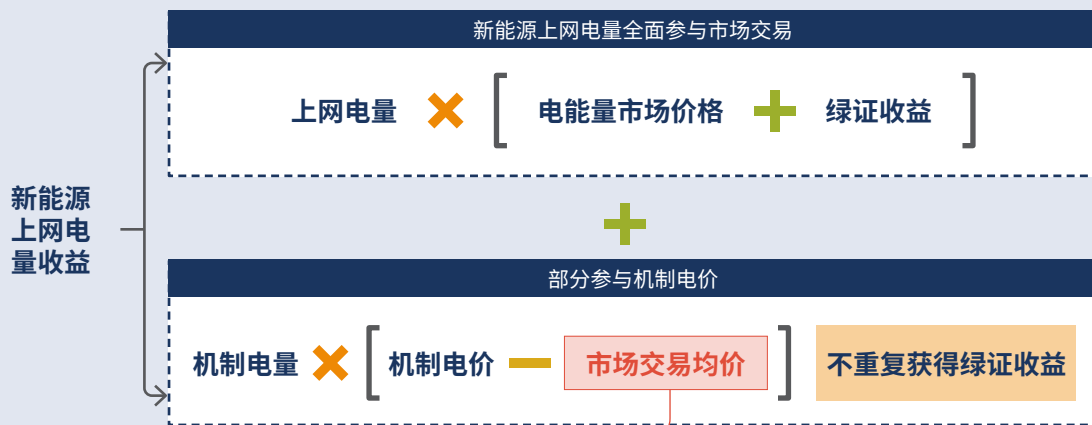 新能源上网电量全面参与市场交易
上网电量 × [ 电能量市场价格 + 绿证收益 ]
新能源
上网电
量收益
+
部分参与机制电价
机制电量 × [ 机制电价 − 市场交易均价 ] 不重复获得绿证收益